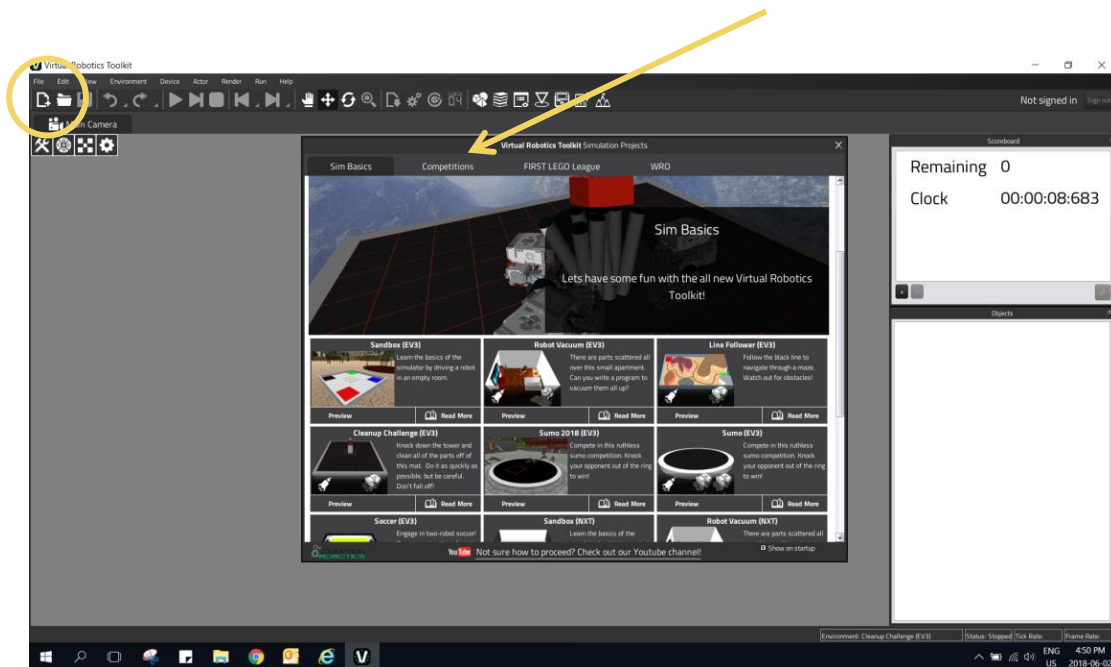 Virtual Robotics Toolkit
File Edit View Environment Device Actor Render Run Help
Not signed in Sign out
Main Camera
Virtual Robotics Toolkit Simulation Projects
Sim Basics Competitions FIRST LEGO League WRO
Sim Basics
Lets have some fun with the all new Virtual Robotics
Toolkit!
Sandbox (EV3)
Learn the basics of the
simulator by driving a robot
in an empty room.
Preview Read More
Robot Vacuum (EV3)
There are parts scattered all
over this small apartment.
Can you write a program to
vacuum them all up?
Preview Read More
Line Follower (EV3)
Follow the black line to
navigate through a maze.
Watch out for obstacles!
Preview Read More
Cleanup Challenge (EV3)
Knock down the tower and
clean all of the parts off of
this mat. Do it as quickly as
possible, but be careful.
Don't fall off!
Preview Read More
Sumo 2018 (EV3)
Compete in this ruthless
sumo competition. Knock
your opponent out of the ring
to win!
Preview Read More
Sumo (EV3)
Compete in this ruthless
sumo competition. Knock
your opponent out of the ring
to win!
Preview Read More
Soccer (EV3)
Engage in two-robot soccer!
Sandbox (NXT)
Learn the basics of the
Robot Vacuum (NXT)
There are parts scattered all
ROBOTICS
YouTube Not sure how to proceed? Check out our Youtube channel!
Show on startup
Scoreboard
Remaining 0
Clock 00:00:08:683
Objects
Environment: Cleanup Challenge (EV3) Status: Stopped Tick Rate: Frame Rate:
ENG 4:50 PM
US 2018-06-02